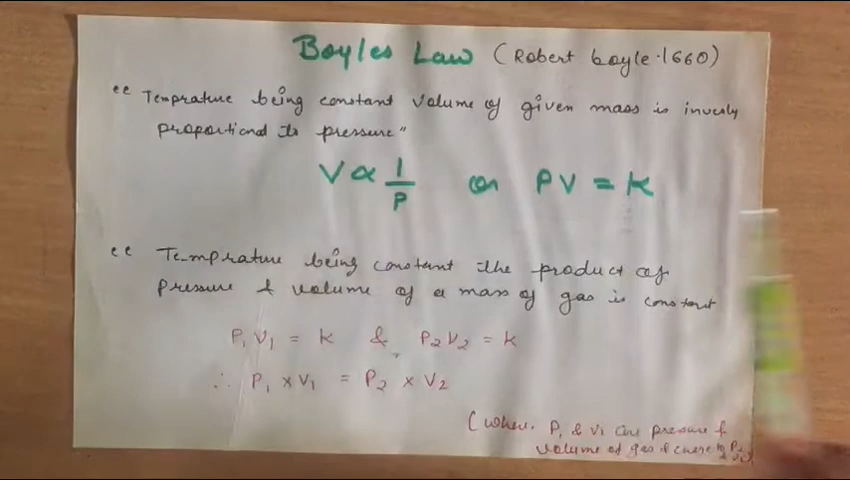 Boyles Law (Robert boyle·1660)
“ Temprature being constant Volume of given mass is inversly
proportional to pressure”
V ∝ 1/P or PV = K
“ Temprature being constant the product of
Pressure & volume of a mass of gas is constant
P₁V₁ = K & P₂V₂ = K
∴ P₁ × V₁ = P₂ × V₂
(where. P₁ & V₁ are pressure &
volume of gas &